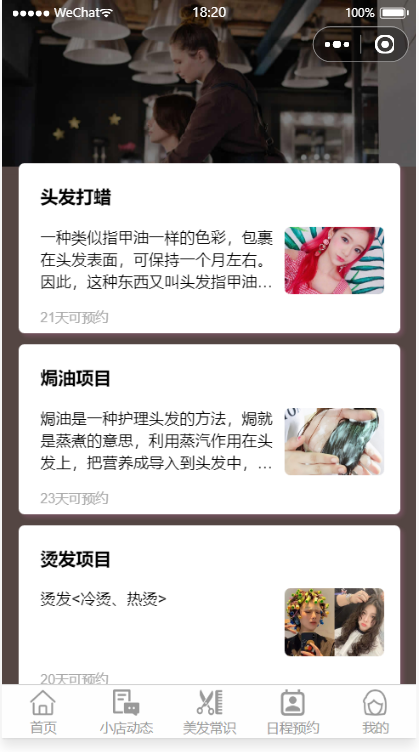 WeChat 18:20 100%
头发打蜡
一种类似指甲油一样的色彩，包裹
在头发表面，可保持一个月左右。
因此，这种东西又叫头发指甲油...
21天可预约
焗油项目
焗油是一种护理头发的方法，焗就
是蒸煮的意思，利用蒸汽作用在头
发上，把营养成导入到头发中，...
23天可预约
烫发项目
烫发<冷烫、热烫>
20天可预约
首页 小店动态 美发常识 日程预约 我的